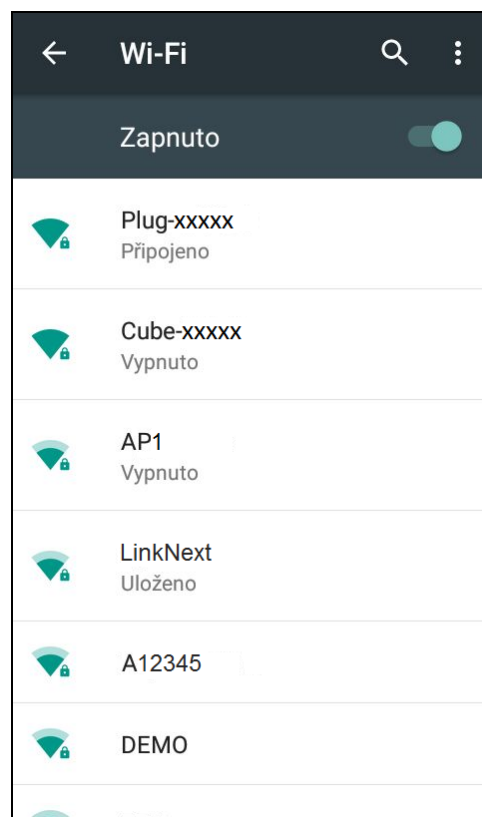 Wi-Fi
Zapnuto
Plug-xxxxx
Připojeno
Cube-xxxxx
Vypnuto
AP1
Vypnuto
LinkNext
Uloženo
A12345
DEMO